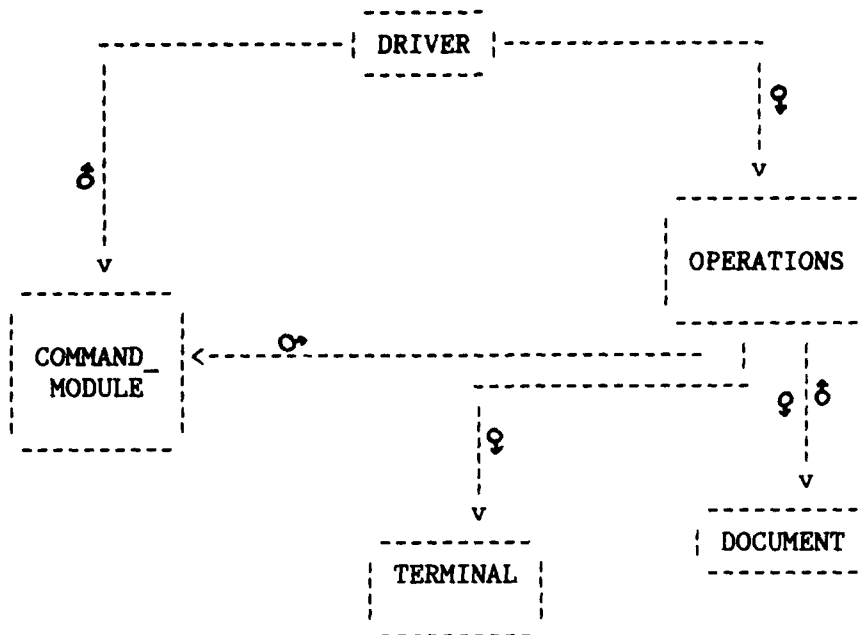 DRIVER
OPERATIONS
COMMAND_
MODULE
DOCUMENT
TERMINAL